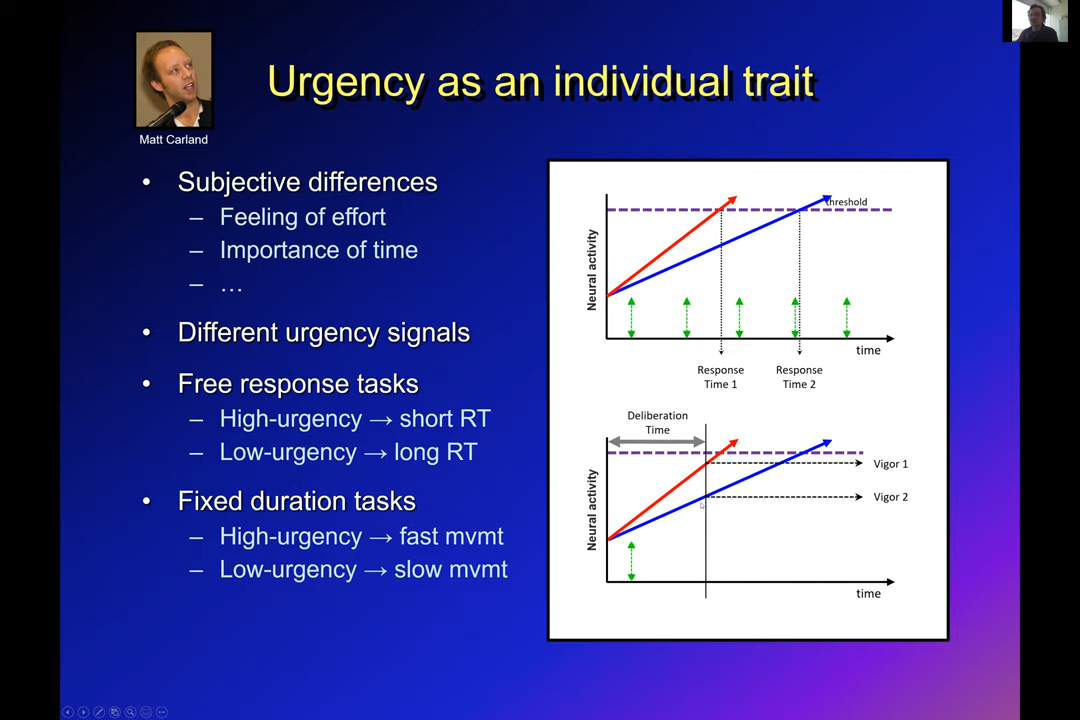 Urgency as an individual trait
Matt Carland
• Subjective differences
– Feeling of effort
– Importance of time
– …
• Different urgency signals
• Free response tasks
– High-urgency → short RT
– Low-urgency → long RT
• Fixed duration tasks
– High-urgency → fast mvmt
– Low-urgency → slow mvmt
threshold
Neural activity
time
Response
Time 1
Response
Time 2
Deliberation
Time
Neural activity
Vigor 1
Vigor 2
time